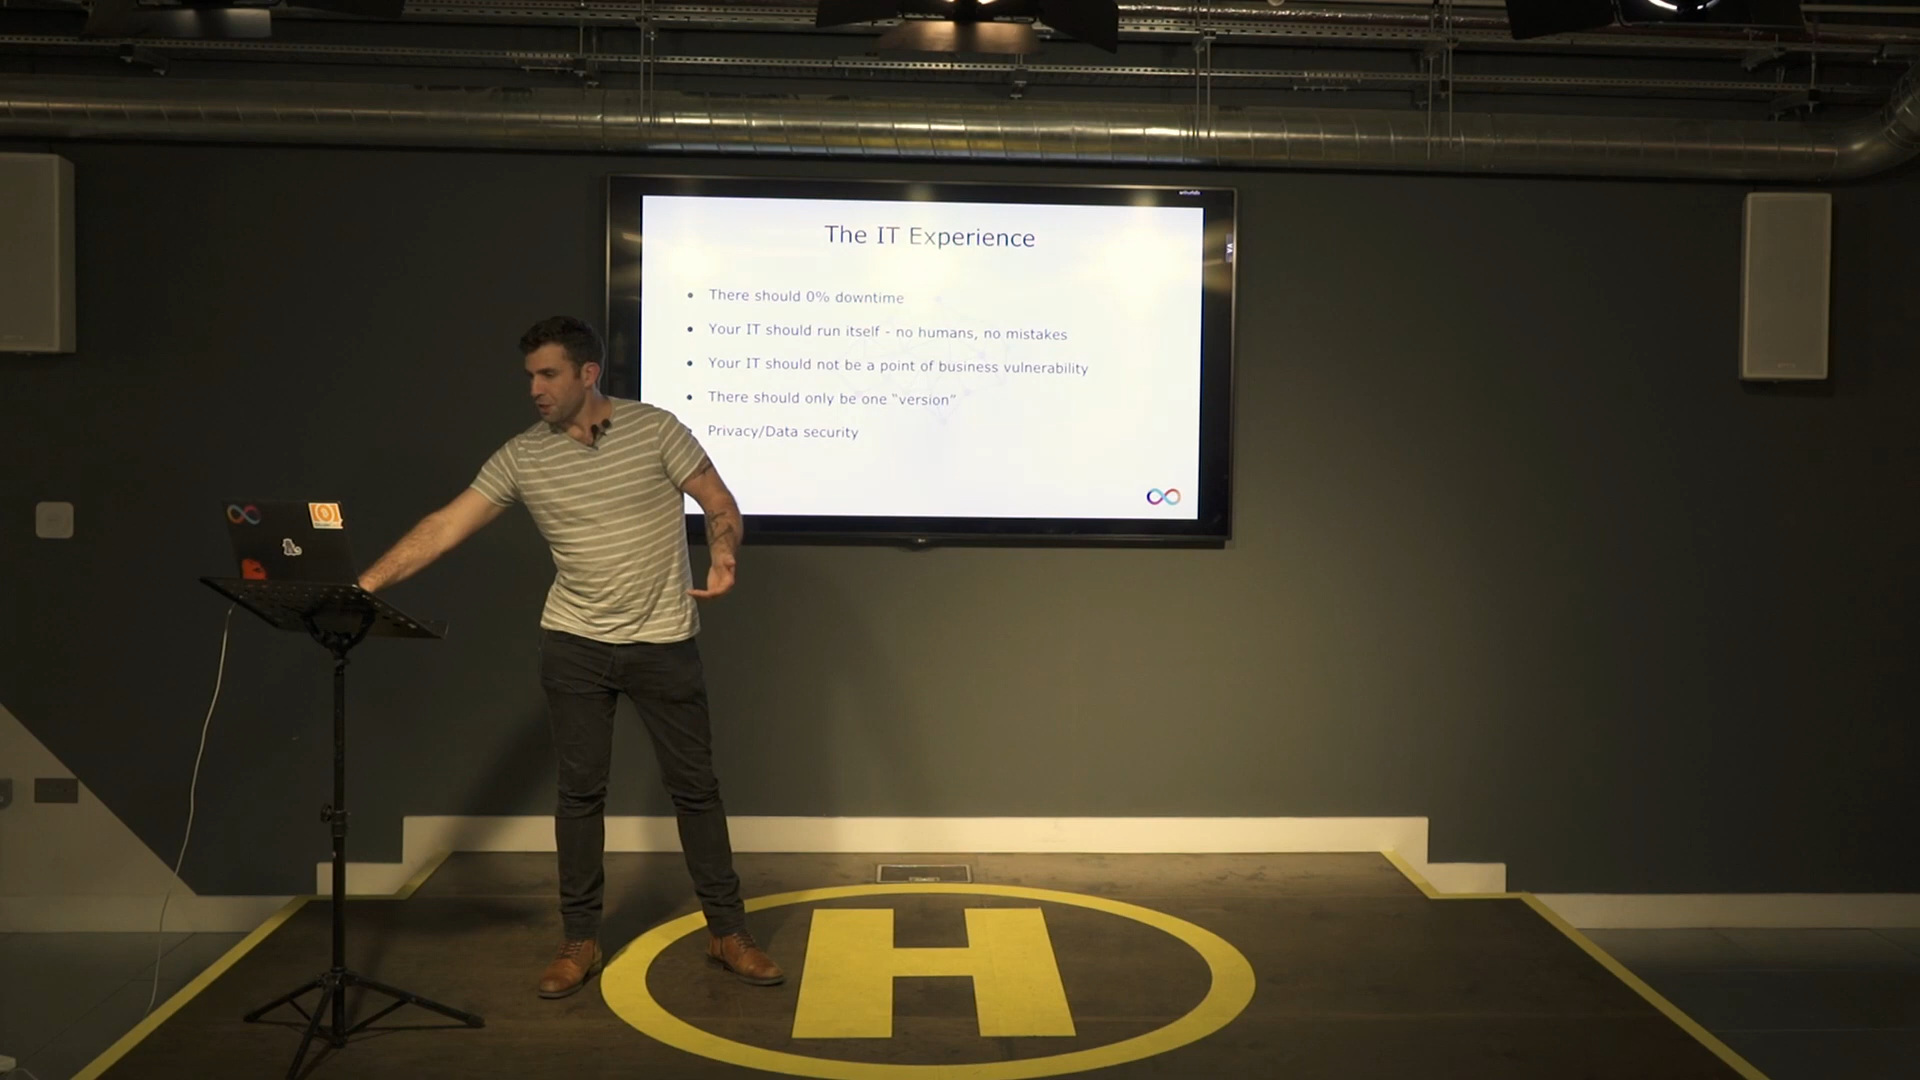 The IT Experience
There should 0% downtime
Your IT should run itself - no humans, no mistakes
Your IT should not be a point of business vulnerability
There should only be one "version"
Privacy/Data security
H